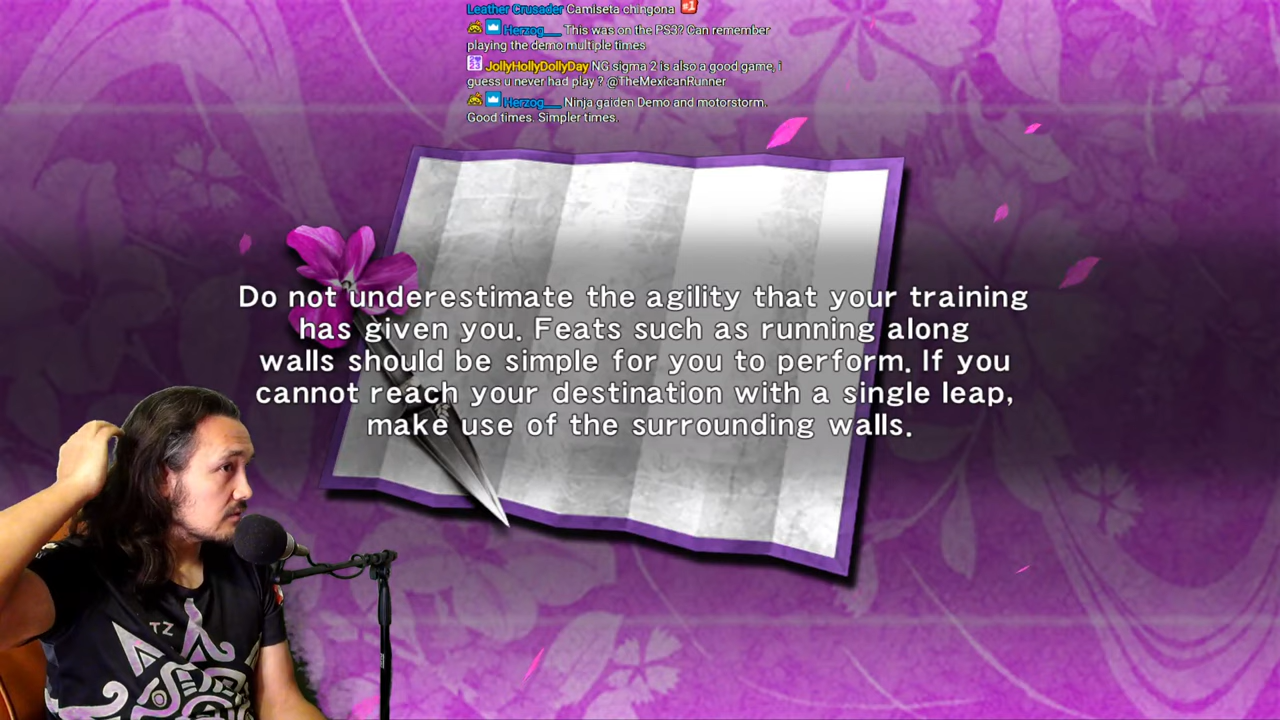 Leather Crusader Camiseta chingona #1
Herzog___ This was on the PS3? Can remember
playing the demo multiple times
JollyHollyDollyDay NG sigma 2 is also a good game, i
guess u never had play ? @TheMexicanRunner
Herzog___ Ninja gaiden Demo and motorstorm.
Good times. Simpler times.
Do not underestimate the agility that your training
has given you. Feats such as running along
walls should be simple for you to perform. If you
cannot reach your destination with a single leap,
make use of the surrounding walls.
TZ